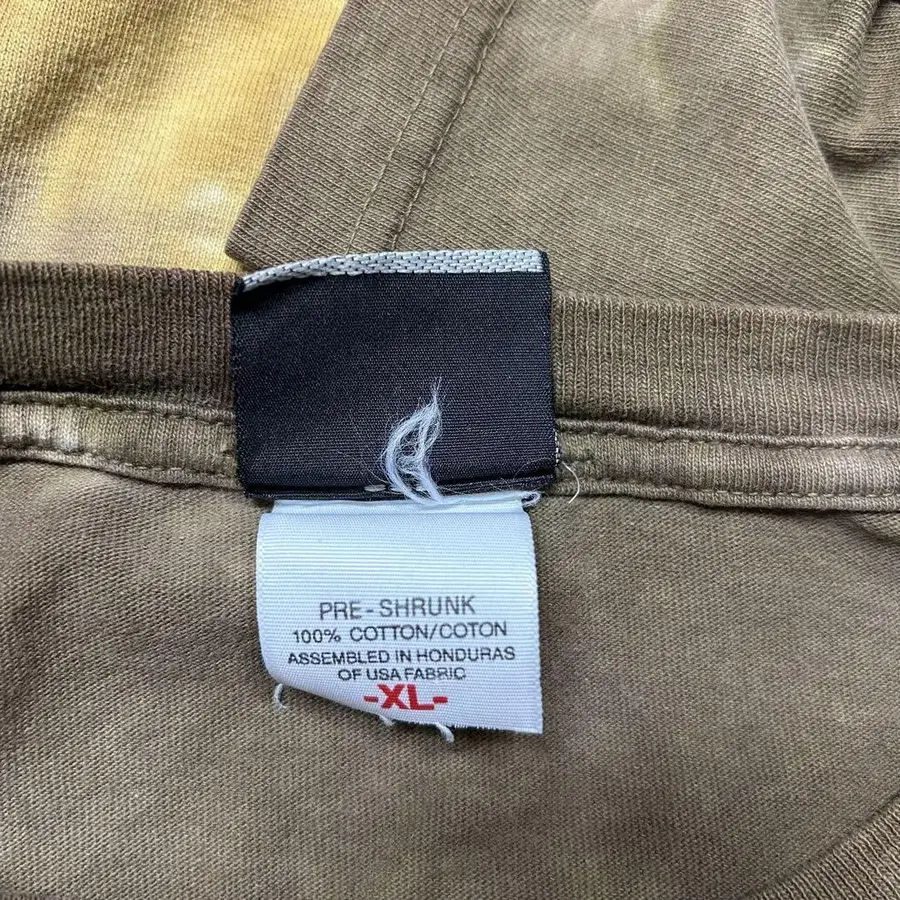 PRE-SHRUNK
100% COTTON/COTON
ASSEMBLED IN HONDURAS
OF USA FABRIC
-XL-